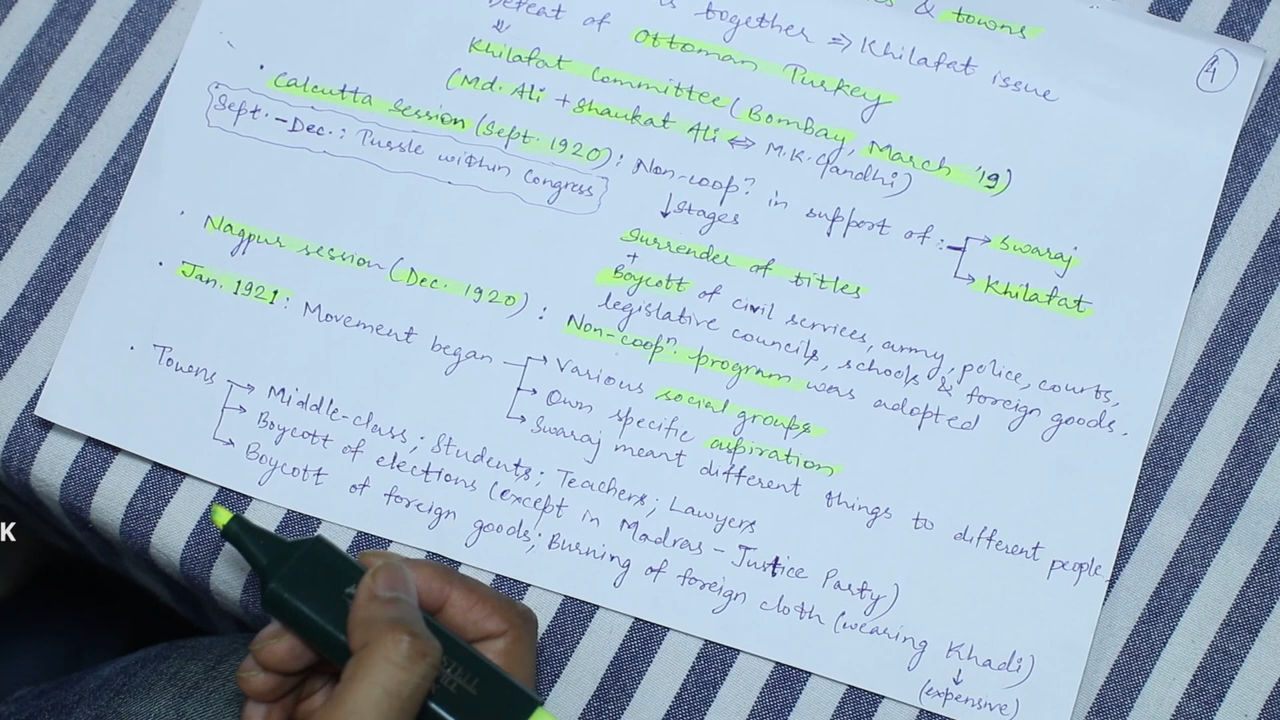 & towns
4
together ⇒ Khilafat issue
Defeat of Ottoman Turkey
⇓
Khilafat Committee (Bombay, March '19)
(Md. Ali + Shaukat Ali ⇔ M.K. Gandhi)
• Calcutta session (Sept. 1920): Non-coop? in support of: → Swaraj
→ Khilafat
Sept. - Dec.: Tussle within Congress
↓ stages
Surrender of titles
+
Boycott of civil services, army, police, courts,
legislative councils, schools & foreign goods.
• Nagpur session (Dec. 1920) : Non-coopⁿ. program was adopted
• Jan. 1921: Movement began → Various social groups
→ Own specific aspiration
→ Swaraj meant different things to different people.
• Towns → Middle-class; Students; Teachers; Lawyers
→ Boycott of elections (except in Madras - Justice Party)
→ Boycott of foreign goods; Burning of foreign cloth (wearing Khadi)
↓
(expensive)
K